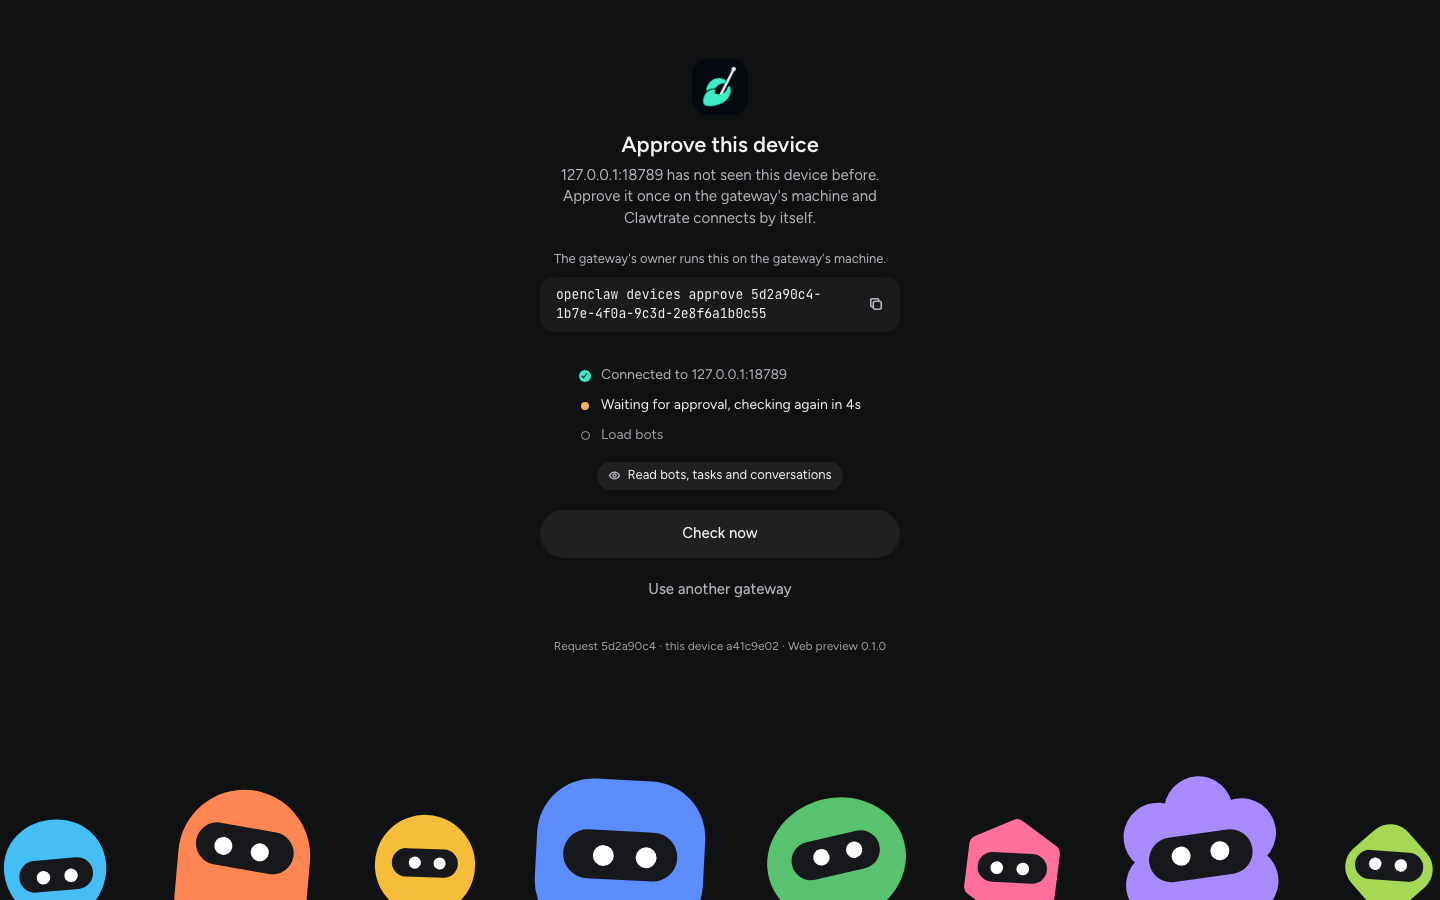 Approve this device
127.0.0.1:18789 has not seen this device before.
Approve it once on the gateway's machine and
Clawtrate connects by itself.
The gateway's owner runs this on the gateway's machine.
openclaw devices approve 5d2a90c4-
1b7e-4f0a-9c3d-2e8f6a1b0c55
Connected to 127.0.0.1:18789
Waiting for approval, checking again in 4s
Load bots
Read bots, tasks and conversations
Check now
Use another gateway
Request 5d2a90c4 · this device a41c9e02 · Web preview 0.1.0